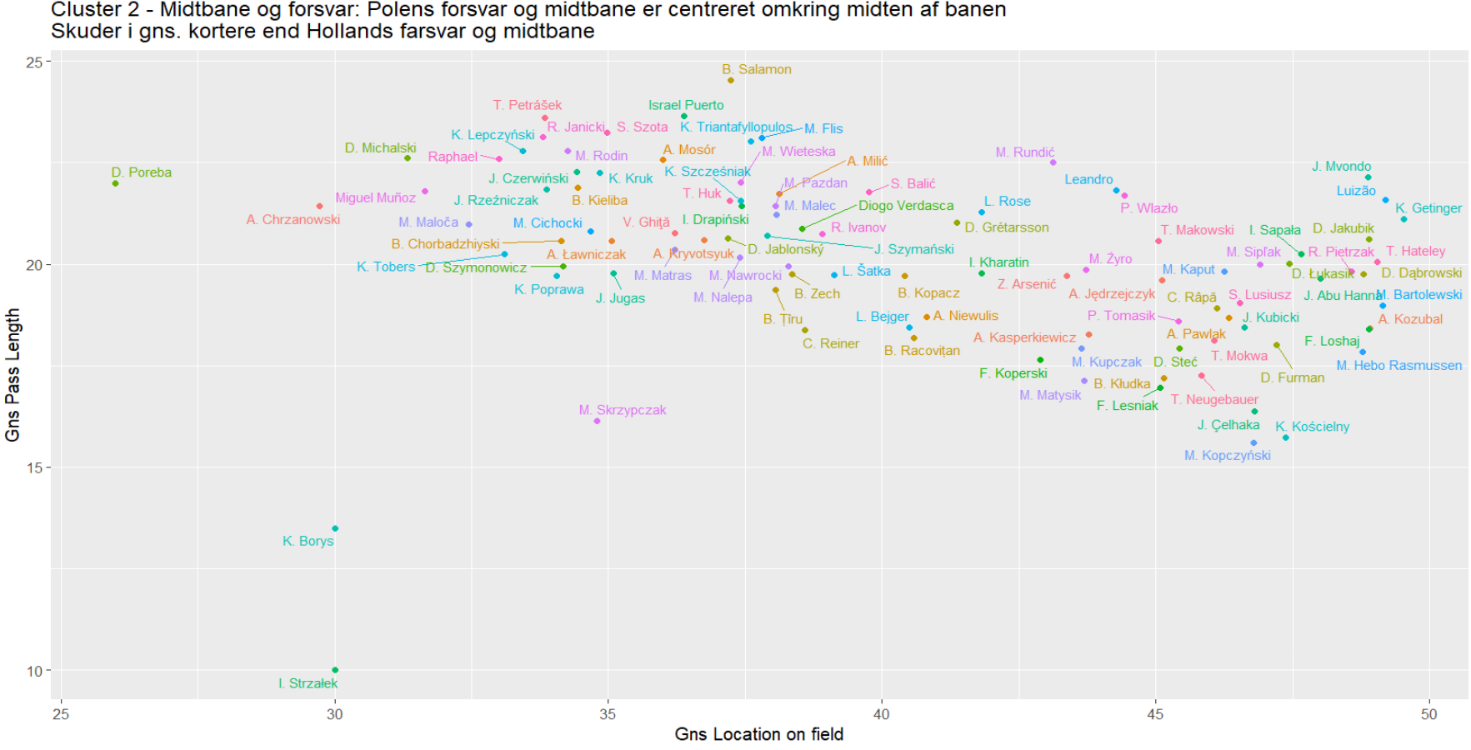 Cluster 2 - Midtbane og forsvar: Polens forsvar og midtbane er centreret omkring midten af banen
Skuder i gns. kortere end Hollands farsvar og midtbane
25
B. Salamon
T. Petrášek
Israel Puerto
K. Lepczyński
R. Janicki
S. Szota
K. Triantafyllopulos
M. Flis
D. Michalski
Raphael
M. Rodin
A. Mosór
M. Wieteska
A. Milić
M. Rundić
J. Mvondo
D. Poreba
J. Czerwiński
K. Kruk
K. Szcześniak
M. Pazdan
S. Balić
Leandro
Luizão
Miguel Muñoz
J. Rzeźniczak
B. Kieliba
T. Huk
M. Malec
Diogo Verdasca
L. Rose
P. Wlazło
K. Getinger
A. Chrzanowski
M. Maloča
M. Cichocki
V. Ghiță
I. Drapiński
R. Ivanov
D. Grétarsson
T. Makowski
I. Sapała
D. Jakubik
B. Chorbadzhiyski
A. Ławniczak
A. Kryvotsyuk
D. Jablonský
J. Szymański
20
K. Tobers
D. Szymonowicz
M. Matras
M. Nawrocki
L. Šatka
I. Kharatin
M. Żyro
M. Kaput
M. Sipľak
R. Pietrzak
T. Hateley
K. Poprawa
J. Jugas
M. Nalepa
B. Zech
B. Kopacz
Z. Arsenić
A. Jędrzejczyk
C. Râpă
S. Lusiusz
D. Łukasik
J. Abu Hanna
D. Dąbrowski
M. Bartolewski
B. Țîru
C. Reiner
L. Bejger
A. Niewulis
B. Racovițan
A. Kasperkiewicz
P. Tomasik
A. Pawlak
J. Kubicki
F. Loshaj
A. Kozubal
F. Koperski
M. Kupczak
D. Steć
T. Mokwa
D. Furman
M. Hebo Rasmussen
M. Matysik
B. Kłudka
F. Lesniak
T. Neugebauer
M. Skrzypczak
J. Çelhaka
K. Kościelny
M. Kopczyński
15
K. Borys
10
I. Strzałek
25
30
35
40
45
50
Gns Location on field
Gns Pass Length